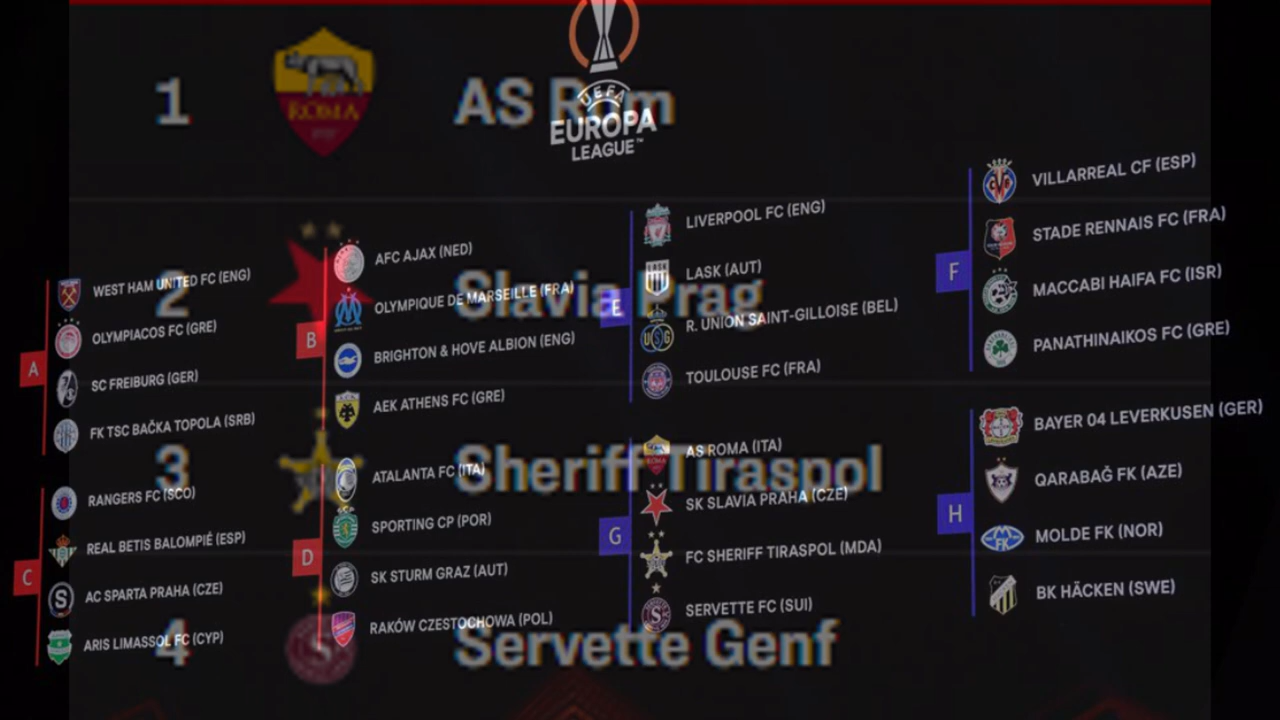 1
AS Rom
UEFA
EUROPA
LEAGUE™
2
Slavia Prag
3
Sheriff Tiraspol
4
Servette Genf
A
WEST HAM UNITED FC (ENG)
OLYMPIACOS FC (GRE)
SC FREIBURG (GER)
FK TSC BAČKA TOPOLA (SRB)
B
AFC AJAX (NED)
OLYMPIQUE DE MARSEILLE (FRA)
BRIGHTON & HOVE ALBION (ENG)
AEK ATHENS FC (GRE)
C
RANGERS FC (SCO)
REAL BETIS BALOMPIÉ (ESP)
AC SPARTA PRAHA (CZE)
ARIS LIMASSOL FC (CYP)
D
ATALANTA FC (ITA)
SPORTING CP (POR)
SK STURM GRAZ (AUT)
RAKÓW CZESTOCHOWA (POL)
E
LIVERPOOL FC (ENG)
LASK (AUT)
R. UNION SAINT-GILLOISE (BEL)
TOULOUSE FC (FRA)
F
VILLARREAL CF (ESP)
STADE RENNAIS FC (FRA)
MACCABI HAIFA FC (ISR)
PANATHINAIKOS FC (GRE)
G
AS ROMA (ITA)
SK SLAVIA PRAHA (CZE)
FC SHERIFF TIRASPOL (MDA)
SERVETTE FC (SUI)
H
BAYER 04 LEVERKUSEN (GER)
QARABAĞ FK (AZE)
MOLDE FK (NOR)
BK HÄCKEN (SWE)
ROMA